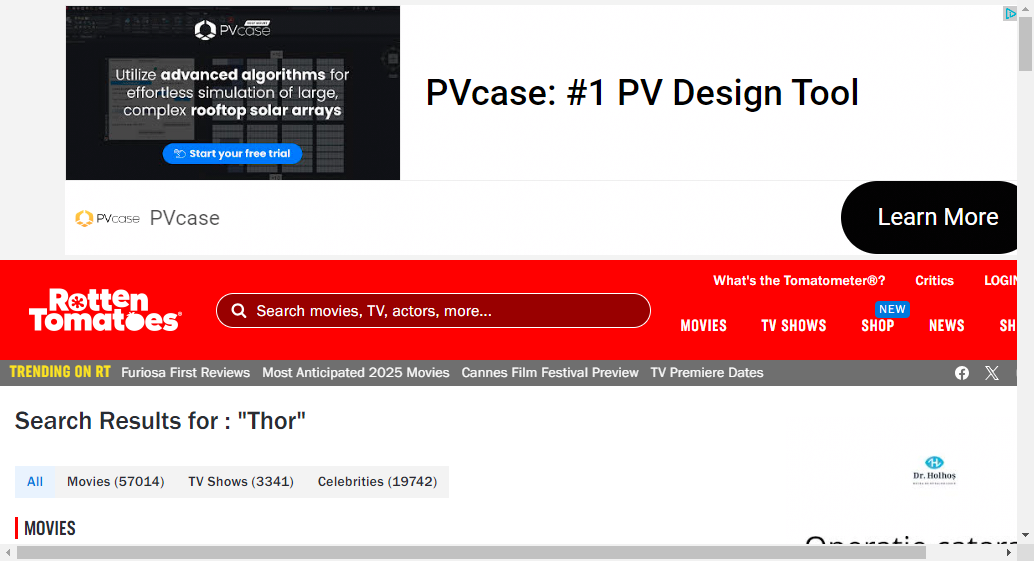 PVcase
Utilize advanced algorithms for
effortless simulation of large,
complex rooftop solar arrays
Start your free trial
PVcase: #1 PV Design Tool
PVcase PVcase
Learn More
What's the Tomatometer®? Critics LOGIN
Rotten
Tomatoes®
Search movies, TV, actors, more...
NEW
MOVIES TV SHOWS SHOP NEWS SH
TRENDING ON RT Furiosa First Reviews Most Anticipated 2025 Movies Cannes Film Festival Preview TV Premiere Dates
Search Results for : "Thor"
All Movies (57014) TV Shows (3341) Celebrities (19742)
Dr. Holhoș
MOVIES